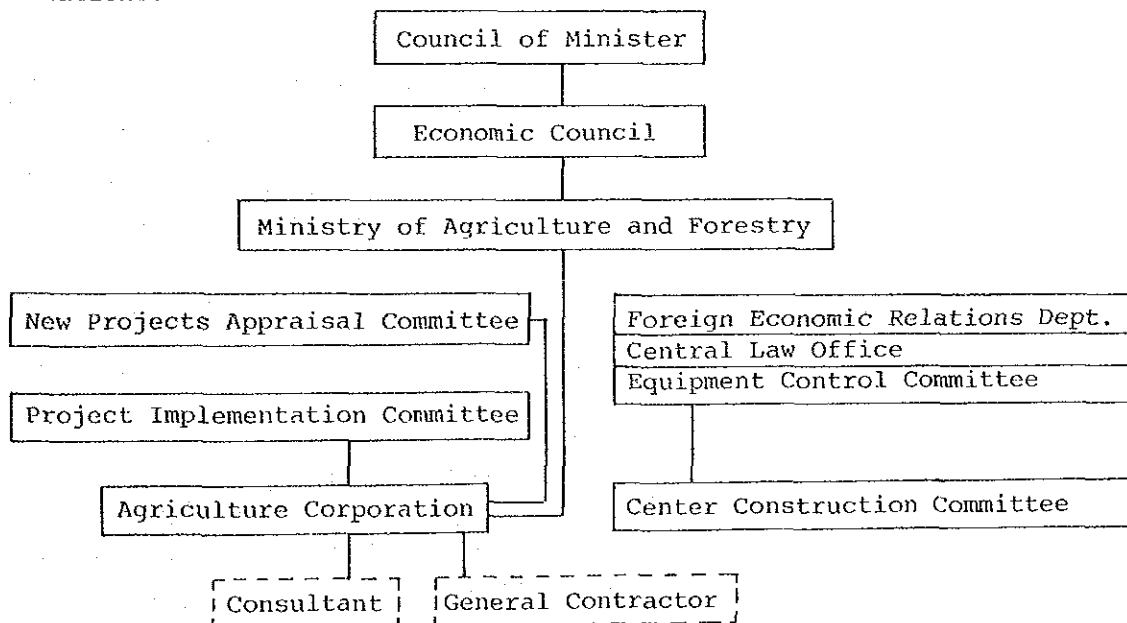 Council of Minister
Economic Council
Ministry of Agriculture and Forestry
New Projects Appraisal Committee
Foreign Economic Relations Dept.
Central Law Office
Equipment Control Committee
Project Implementation Committee
Agriculture Corporation
Center Construction Committee
Consultant
General Contractor